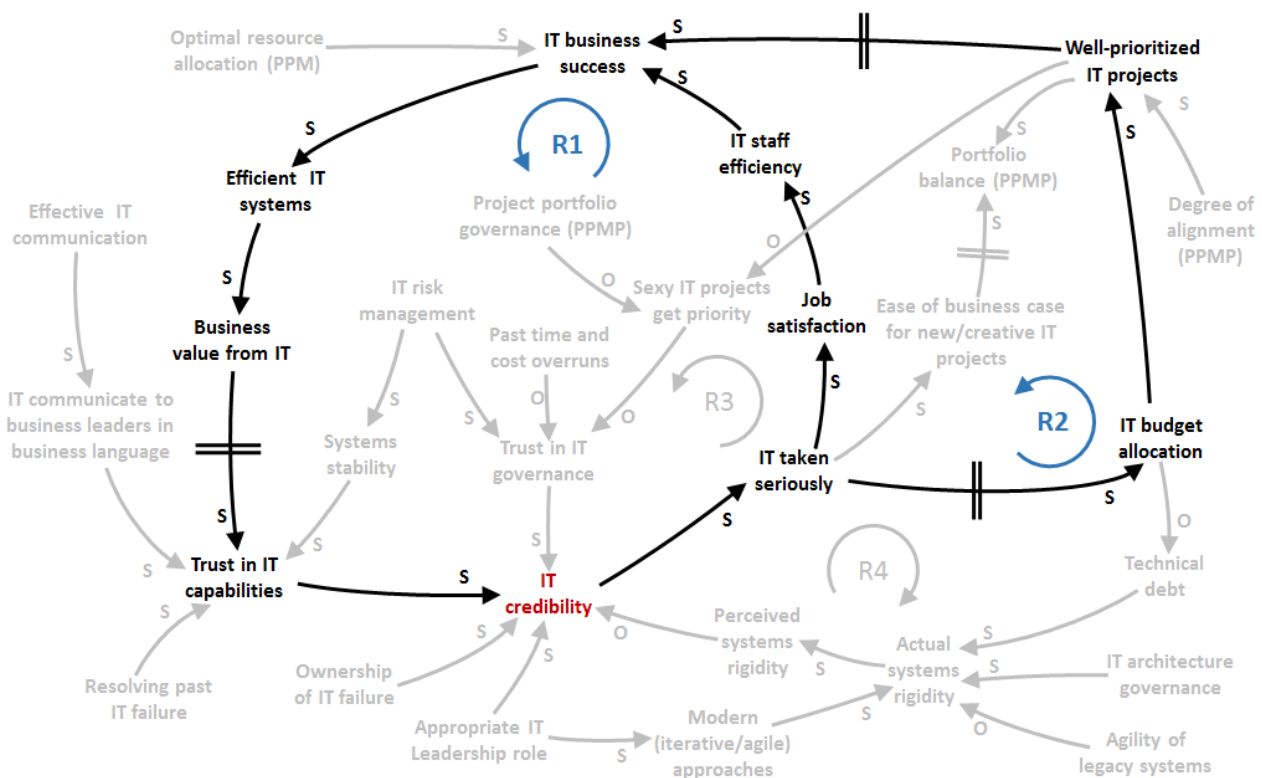 Optimal resource
allocation (PPM)
S
IT business
success
S
Well-prioritized
IT projects
S
S
R1
IT staff
efficiency
S
Efficient IT
systems
S
S
Portfolio
balance (PPMP)
S
S
Effective IT
communication
Project portfolio
governance (PPMP)
O
S
Degree of
alignment
(PPMP)
S
IT risk
management
O
Sexy IT projects
get priority
Job
satisfaction
Ease of business case
for new/creative IT
projects
Business
value from IT
Past time and
cost overruns
S
S
S
O
O
R3
S
R2
IT communicate to
business leaders in
business language
S
Systems
stability
S
Trust in IT
governance
IT taken
seriously
IT budget
allocation
S
S
S
S
S
O
S
Trust in IT
capabilities
S
IT
credibility
R4
Technical
debt
S
S
S
O
Perceived
systems
rigidity
S
Actual
systems
rigidity
S
S
IT architecture
governance
Resolving past
IT failure
Ownership
of IT failure
Appropriate IT
Leadership role
S
Modern
(iterative/agile)
approaches
S
O
Agility of
legacy systems